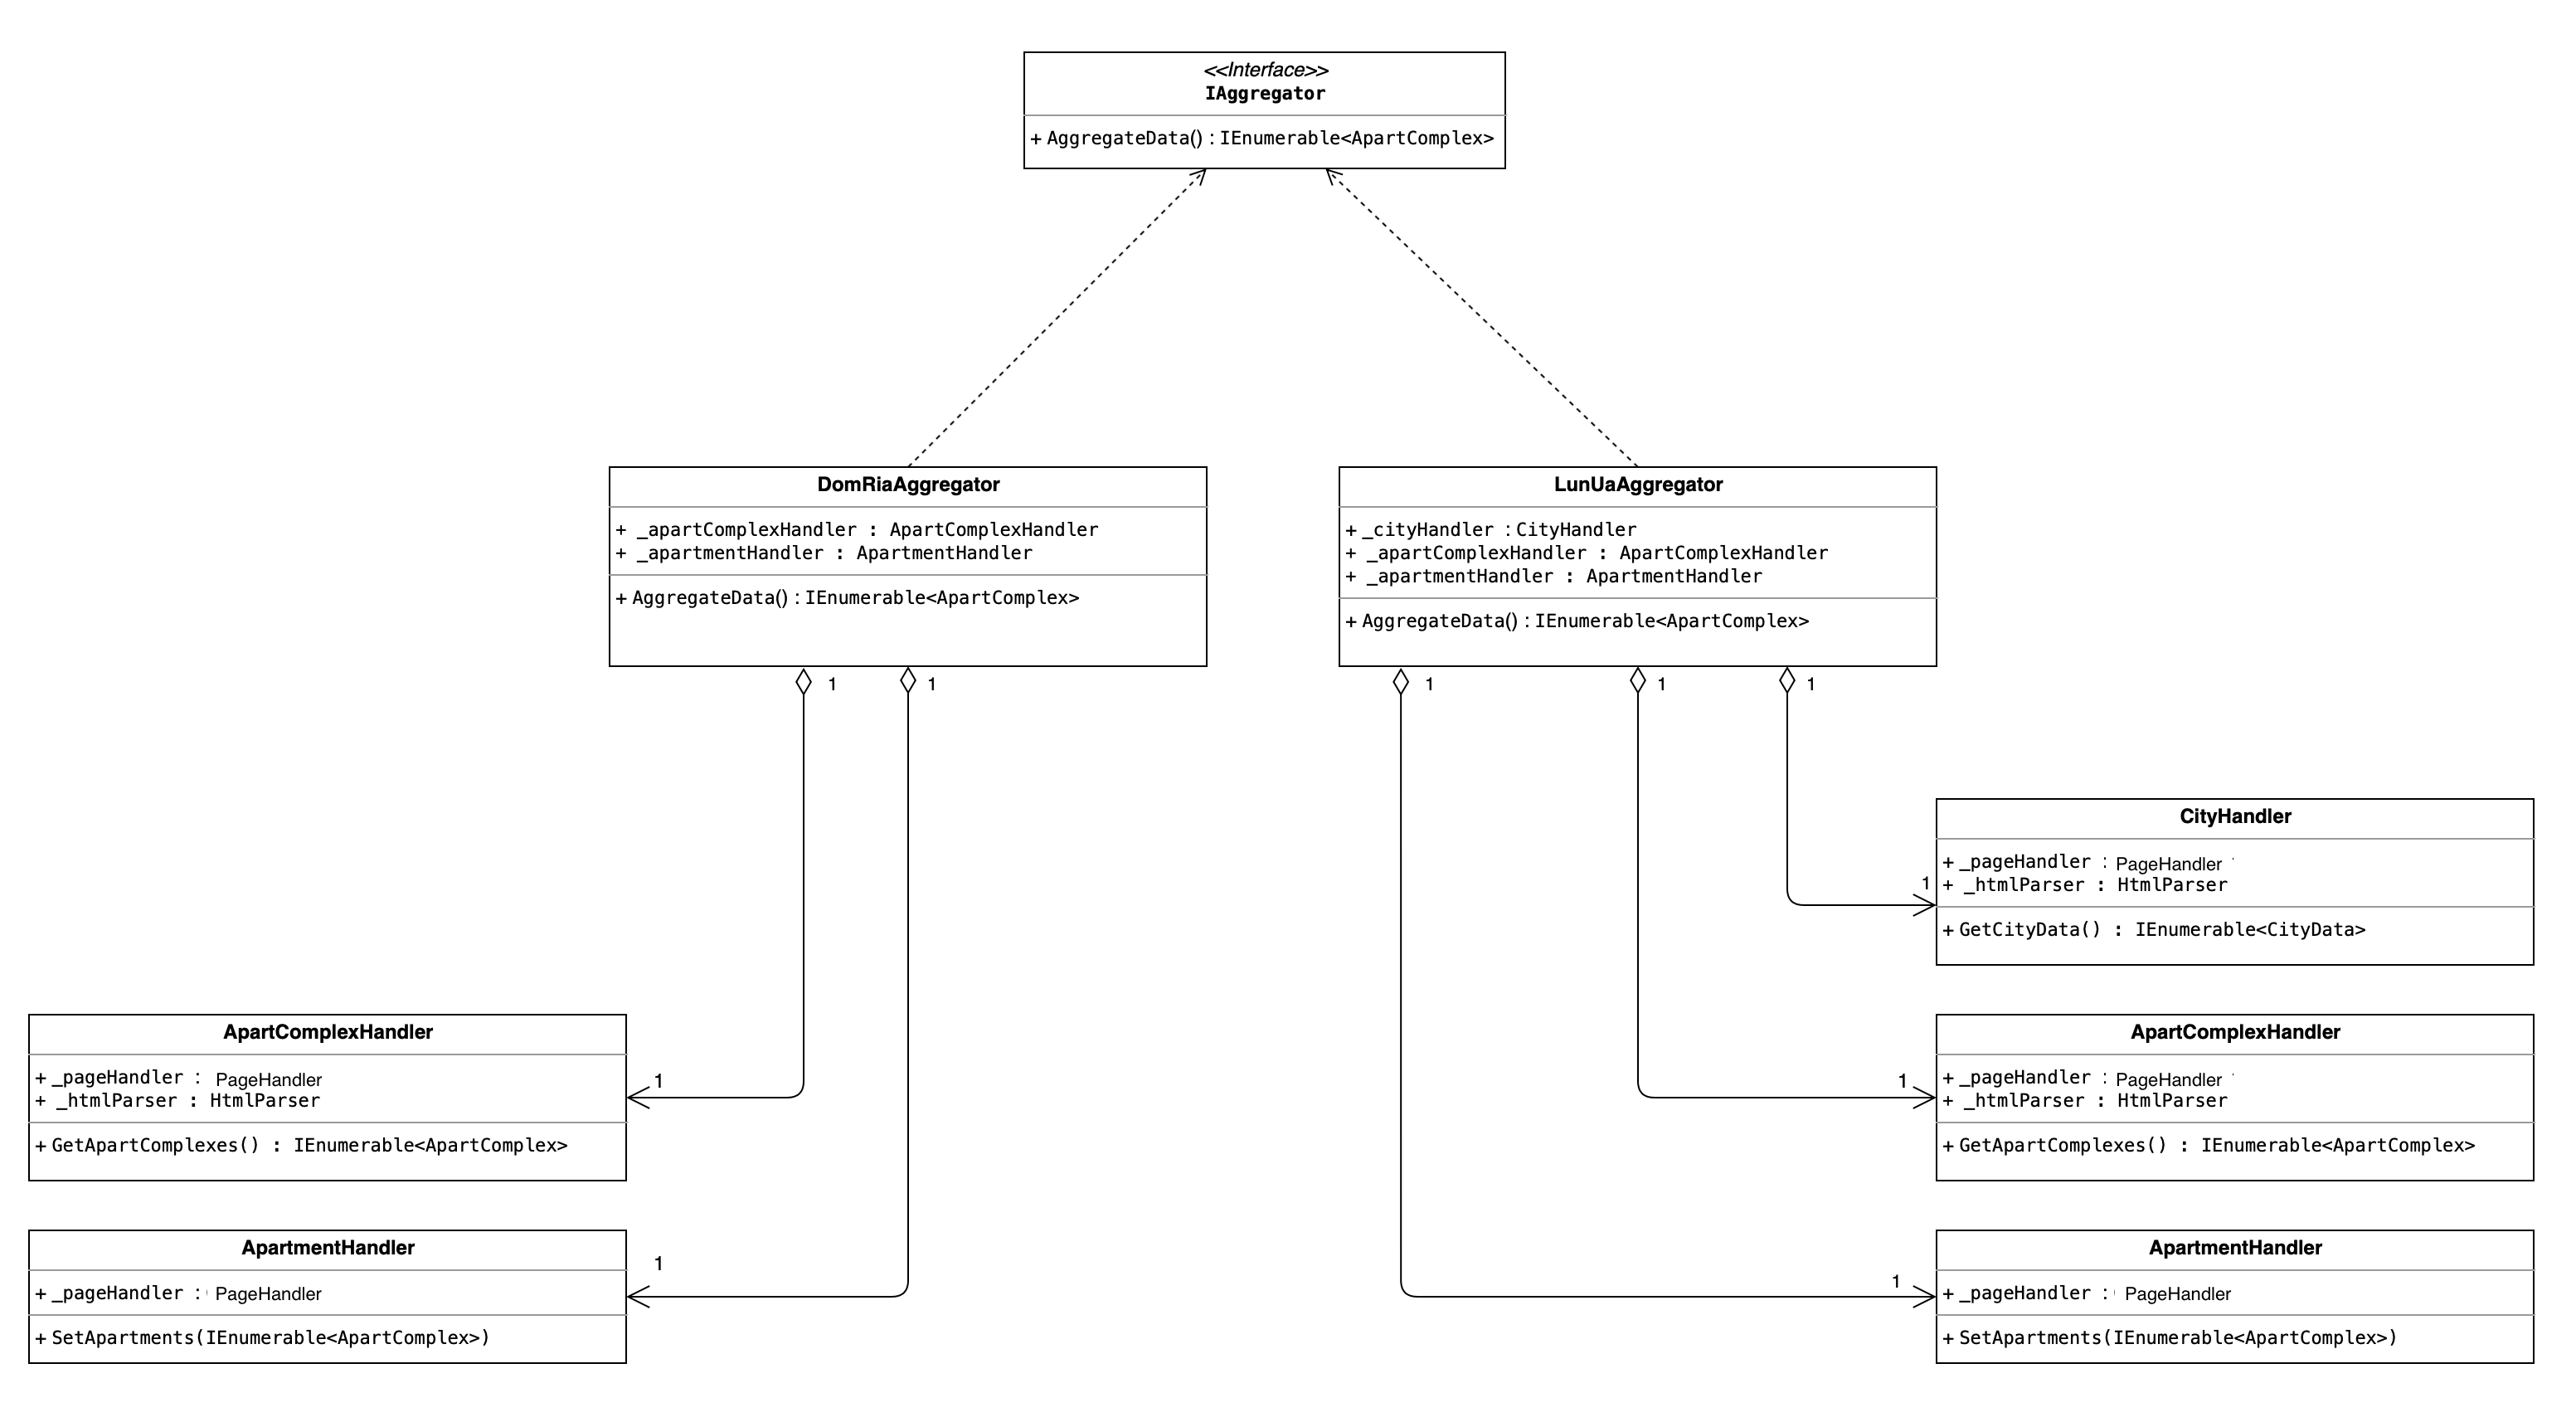 <<Interface>>
IAggregator
+ AggregateData() : IEnumerable<ApartComplex>
DomRiaAggregator
+ _apartComplexHandler : ApartComplexHandler
+ _apartmentHandler : ApartmentHandler
+ AggregateData() : IEnumerable<ApartComplex>
1
1
LunUaAggregator
+ _cityHandler : CityHandler
+ _apartComplexHandler : ApartComplexHandler
+ _apartmentHandler : ApartmentHandler
+ AggregateData() : IEnumerable<ApartComplex>
1
1
1
CityHandler
+ _pageHandler : PageHandler
+ _htmlParser : HtmlParser
+ GetCityData() : IEnumerable<CityData>
1
ApartComplexHandler
+ _pageHandler : PageHandler
+ _htmlParser : HtmlParser
+ GetApartComplexes() : IEnumerable<ApartComplex>
1
ApartComplexHandler
+ _pageHandler : PageHandler
+ _htmlParser : HtmlParser
+ GetApartComplexes() : IEnumerable<ApartComplex>
1
ApartmentHandler
+ _pageHandler : PageHandler
+ SetApartments(IEnumerable<ApartComplex>)
1
ApartmentHandler
+ _pageHandler : PageHandler
+ SetApartments(IEnumerable<ApartComplex>)
1